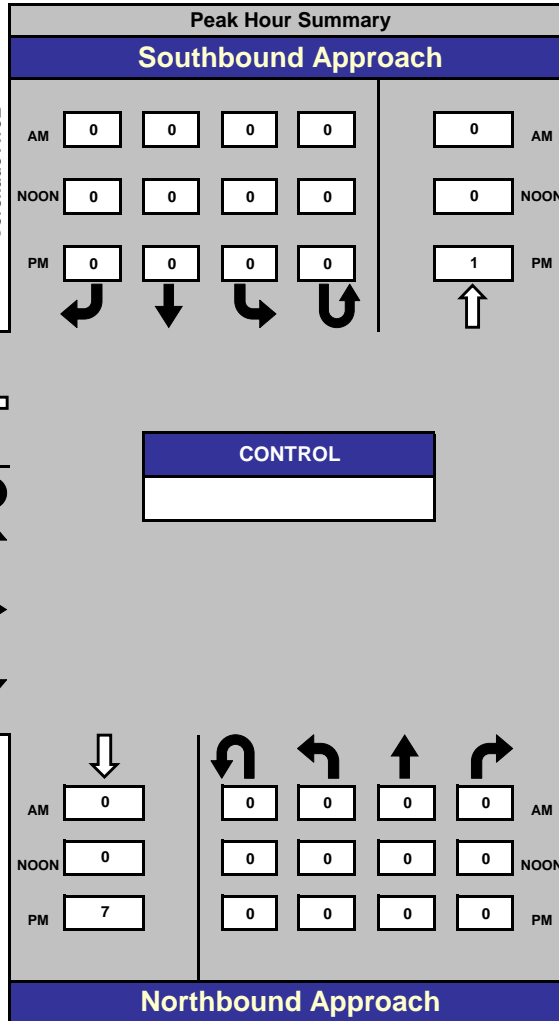 Peak Hour Summary
Southbound Approach
AM 0 0 0 0 0 AM
NOON 0 0 0 0 0 NOON
PM 0 0 0 0 1 PM
CONTROL
AM 0 0 0 0 0 AM
NOON 0 0 0 0 0 NOON
PM 7 0 0 0 0 PM
Northbound Approach